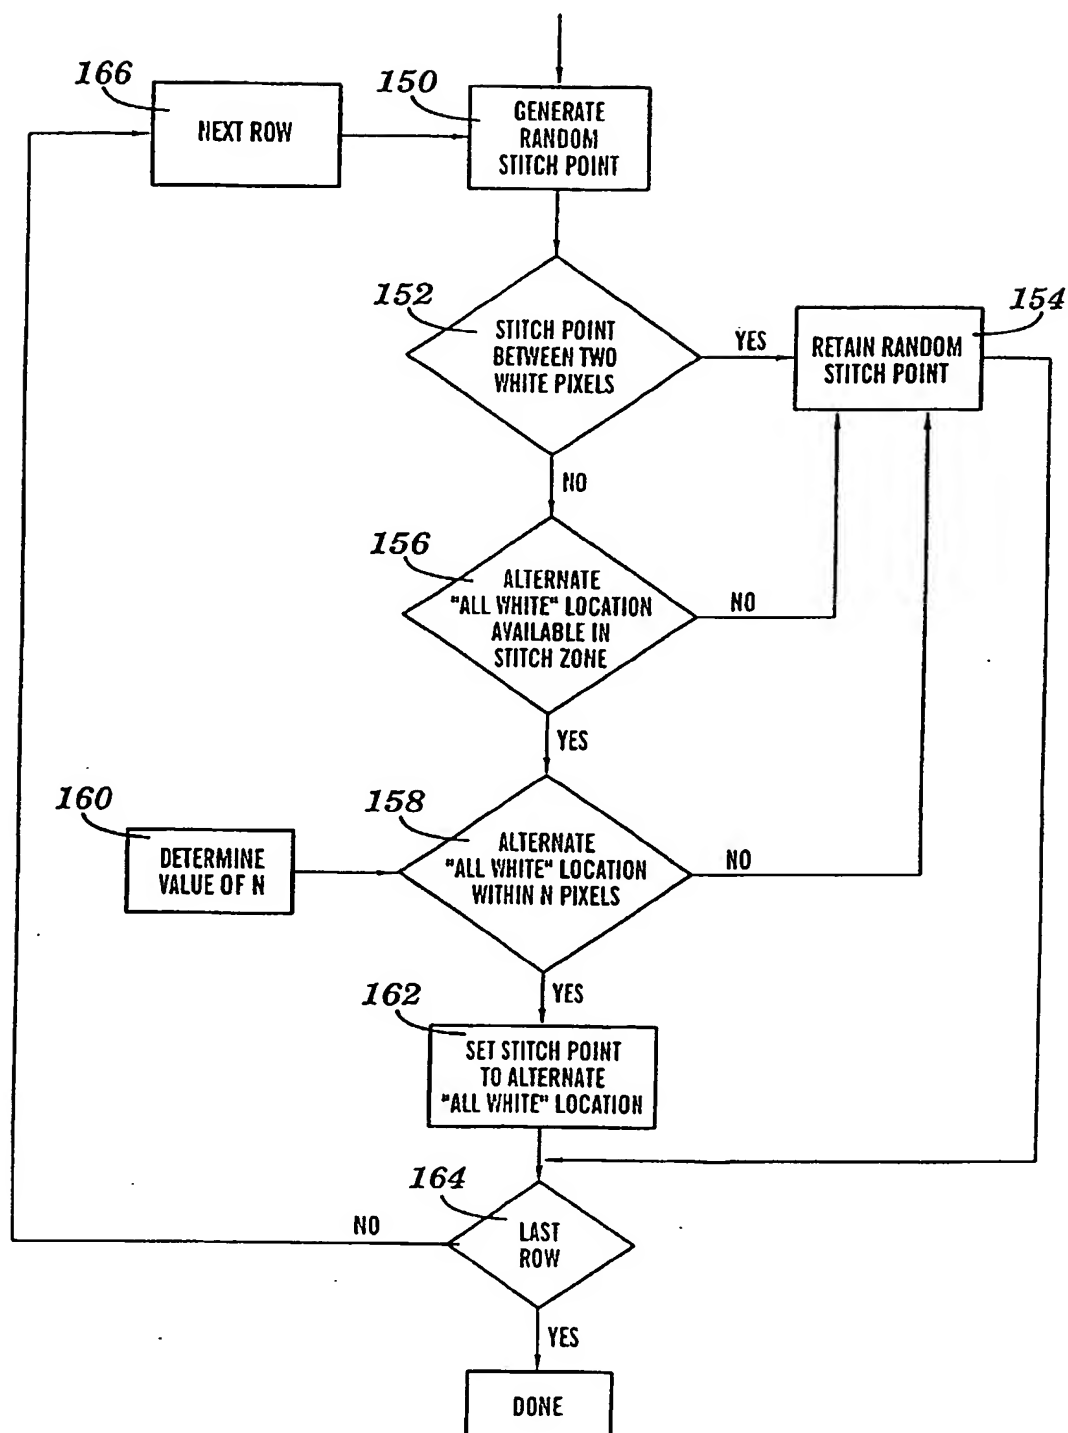 166
NEXT ROW
150
GENERATE
RANDOM
STITCH POINT
152
STITCH POINT
BETWEEN TWO
WHITE PIXELS
YES
154
RETAIN RANDOM
STITCH POINT
NO
156
ALTERNATE
"ALL WHITE" LOCATION
AVAILABLE IN
STITCH ZONE
NO
YES
160
DETERMINE
VALUE OF N
158
ALTERNATE
"ALL WHITE" LOCATION
WITHIN N PIXELS
NO
YES
162
SET STITCH POINT
TO ALTERNATE
"ALL WHITE" LOCATION
164
LAST
ROW
NO
YES
DONE